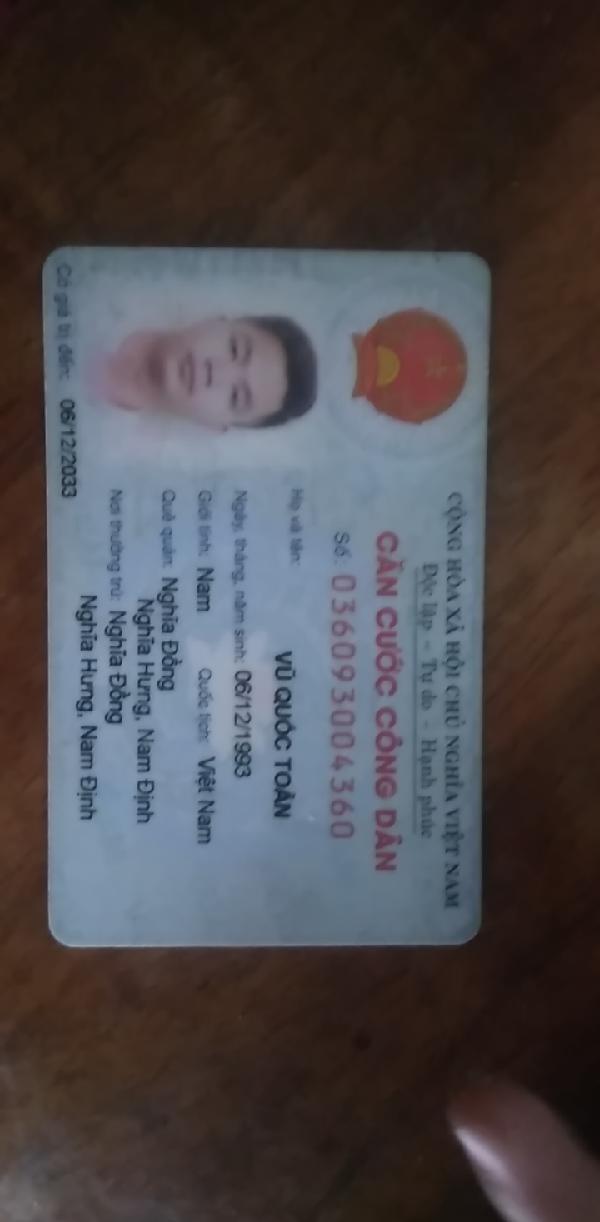 CỘNG HÒA XÃ HỘI CHỦ NGHĨA VIỆT NAM
Độc lập - Tự do - Hạnh phúc
CĂN CƯỚC CÔNG DÂN
Số: 036093004360
Họ và tên:
VŨ QUỐC TOẢN
Ngày, tháng, năm sinh: 06/12/1993
Giới tính: Nam Quốc tịch: Việt Nam
Quê quán: Nghĩa Đồng
Nghĩa Hưng, Nam Định
Nơi thường trú: Nghĩa Đồng
Nghĩa Hưng, Nam Định
Có giá trị đến: 06/12/2033